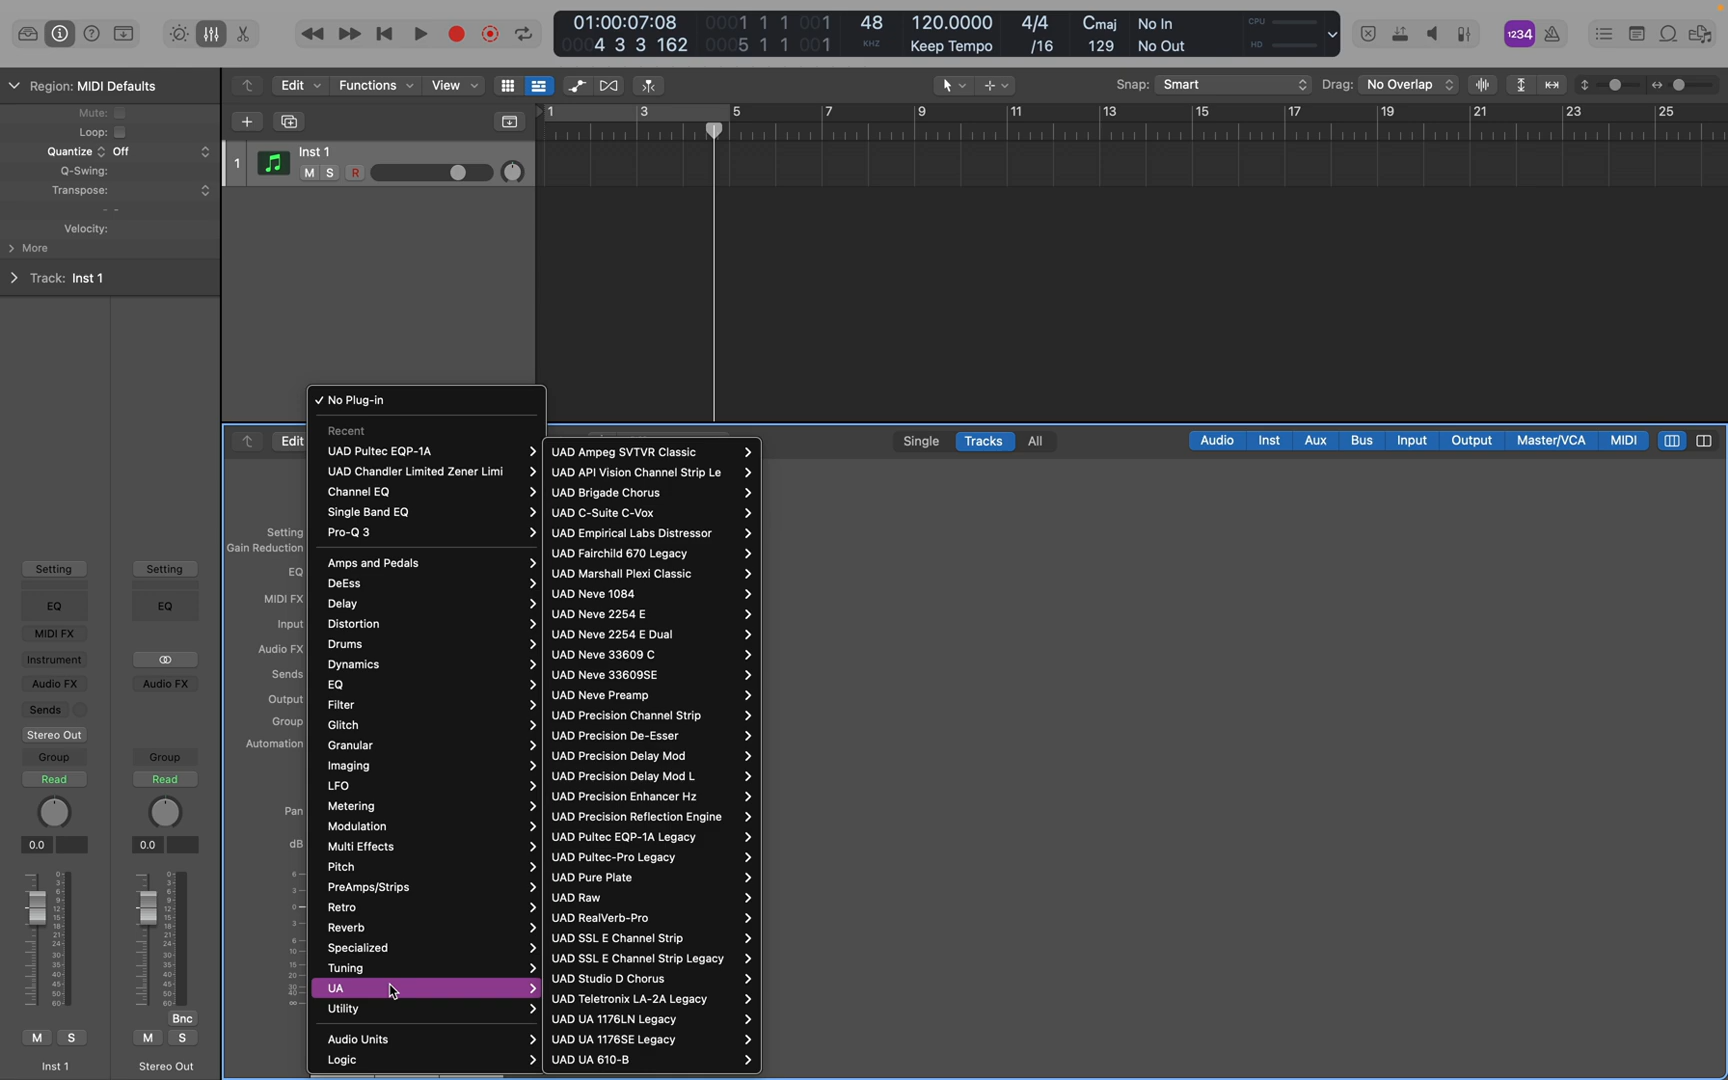 01:00:07:08 0001 1 1 001 48 120.0000 4/4 Cmaj No In CPU
0004 3 3 162 0005 1 1 001 KHZ Keep Tempo /16 129 No Out HD
1234
Region: MIDI Defaults
Edit Functions View
Snap: Smart Drag: No Overlap
Mute:
Loop:
Quantize Off
Q-Swing:
Transpose:
Velocity:
More
Track: Inst 1
1 3 5 7 9 11 13 15 17 19 21 23 25
1 Inst 1
M S R
Edit
Single Tracks All
Audio Inst Aux Bus Input Output Master/VCA MIDI
Setting
Gain Reduction
EQ
MIDI FX
Input
Audio FX
Sends
Output
Group
Automation
Pan
dB
✓ No Plug-in
Recent
UAD Pultec EQP-1A
UAD Chandler Limited Zener Limi
Channel EQ
Single Band EQ
Pro-Q 3
Amps and Pedals
DeEss
Delay
Distortion
Drums
Dynamics
EQ
Filter
Glitch
Granular
Imaging
LFO
Metering
Modulation
Multi Effects
Pitch
PreAmps/Strips
Retro
Reverb
Specialized
Tuning
UA
Utility
Audio Units
Logic
UAD Ampeg SVTVR Classic
UAD API Vision Channel Strip Le
UAD Brigade Chorus
UAD C-Suite C-Vox
UAD Empirical Labs Distressor
UAD Fairchild 670 Legacy
UAD Marshall Plexi Classic
UAD Neve 1084
UAD Neve 2254 E
UAD Neve 2254 E Dual
UAD Neve 33609 C
UAD Neve 33609SE
UAD Neve Preamp
UAD Precision Channel Strip
UAD Precision De-Esser
UAD Precision Delay Mod
UAD Precision Delay Mod L
UAD Precision Enhancer Hz
UAD Precision Reflection Engine
UAD Pultec EQP-1A Legacy
UAD Pultec-Pro Legacy
UAD Pure Plate
UAD Raw
UAD RealVerb-Pro
UAD SSL E Channel Strip
UAD SSL E Channel Strip Legacy
UAD Studio D Chorus
UAD Teletronix LA-2A Legacy
UAD UA 1176LN Legacy
UAD UA 1176SE Legacy
UAD UA 610-B
Setting Setting
EQ EQ
MIDI FX
Instrument
Audio FX Audio FX
Sends
Stereo Out
Group Group
Read Read
0.0 0.0
Bnc
M S M S
Inst 1 Stereo Out